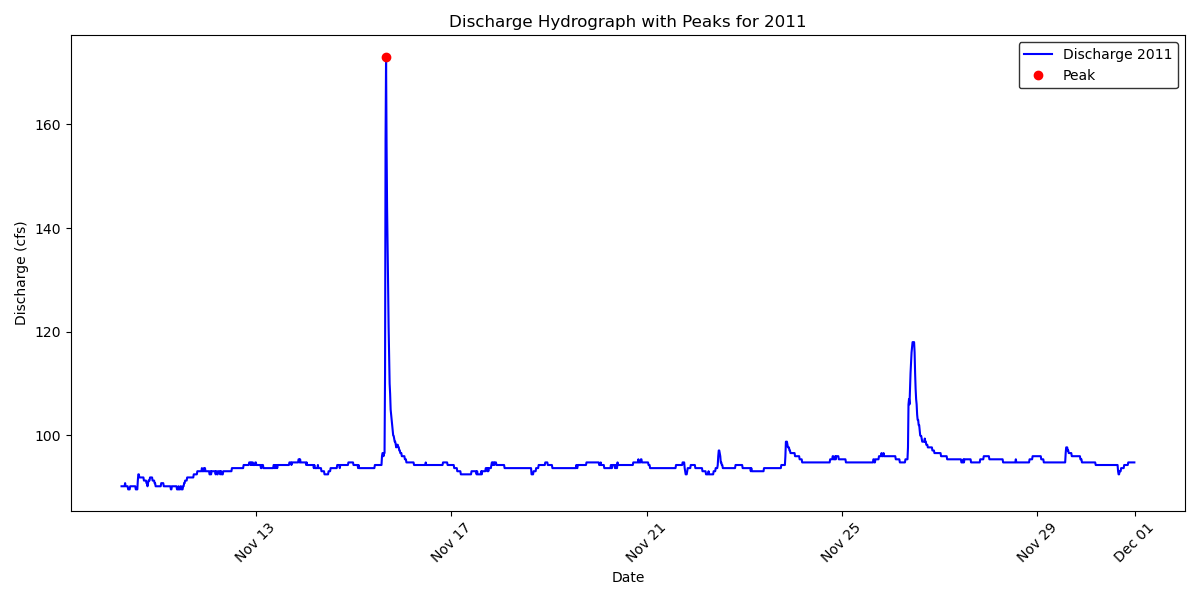 Discharge Hydrograph with Peaks for 2011
Discharge 2011
Peak
160
140
120
100
Discharge (cfs)
Nov 13
Nov 17
Nov 21
Nov 25
Nov 29
Dec 01
Date